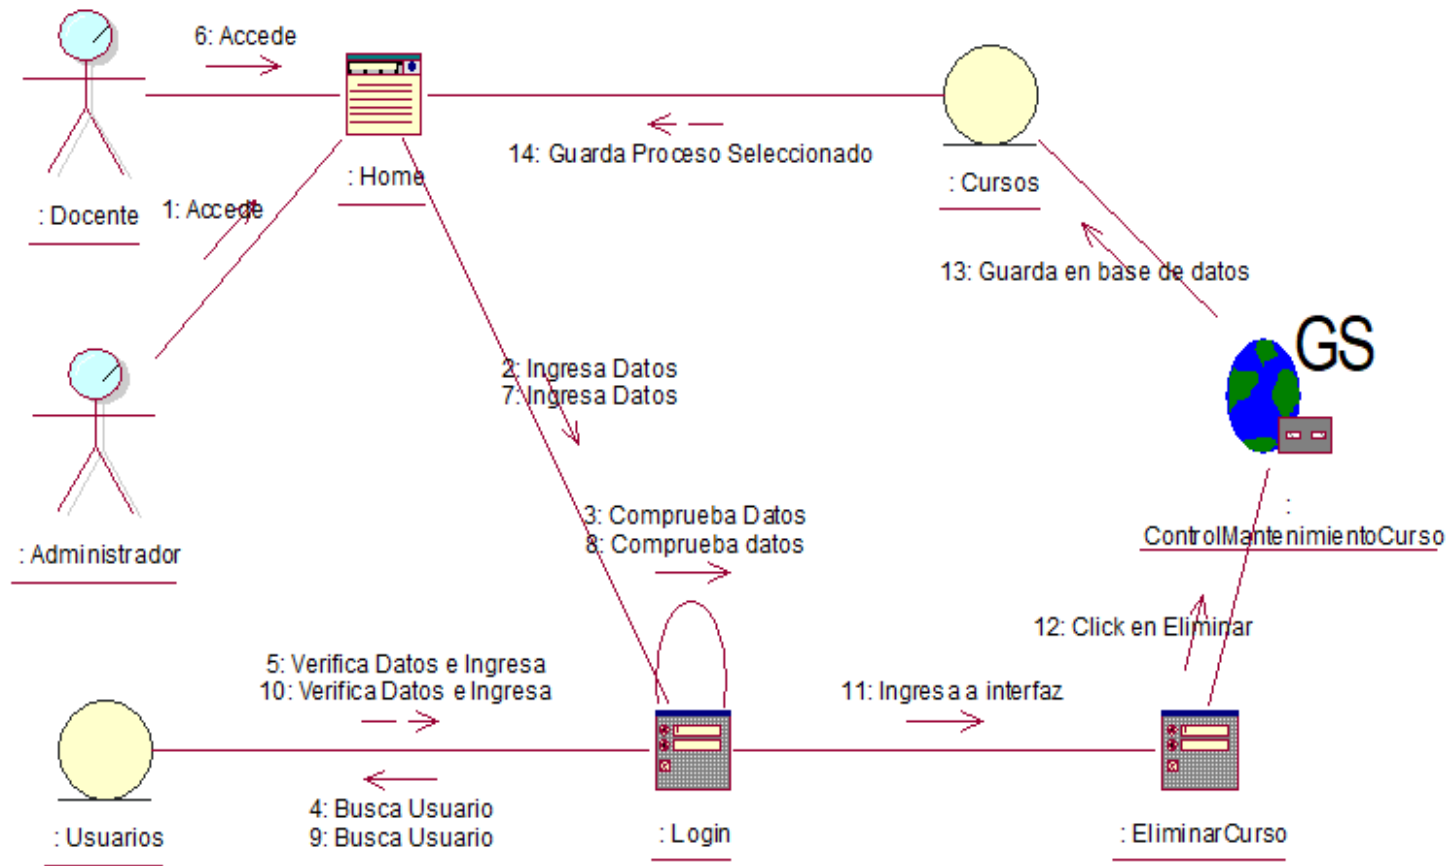 6: Accede
14: Guarda Proceso Seleccionado
: Home
: Cursos
: Docente
1: Accede
13: Guarda en base de datos
GS
2: Ingresa Datos
7: Ingresa Datos
3: Comprueba Datos
8: Comprueba datos
:
ControlMantenimientoCurso
: Administrador
12: Click en Eliminar
5: Verifica Datos e Ingresa
10: Verifica Datos e Ingresa
11: Ingresa a interfaz
4: Busca Usuario
9: Busca Usuario
: Usuarios
: Login
: EliminarCurso